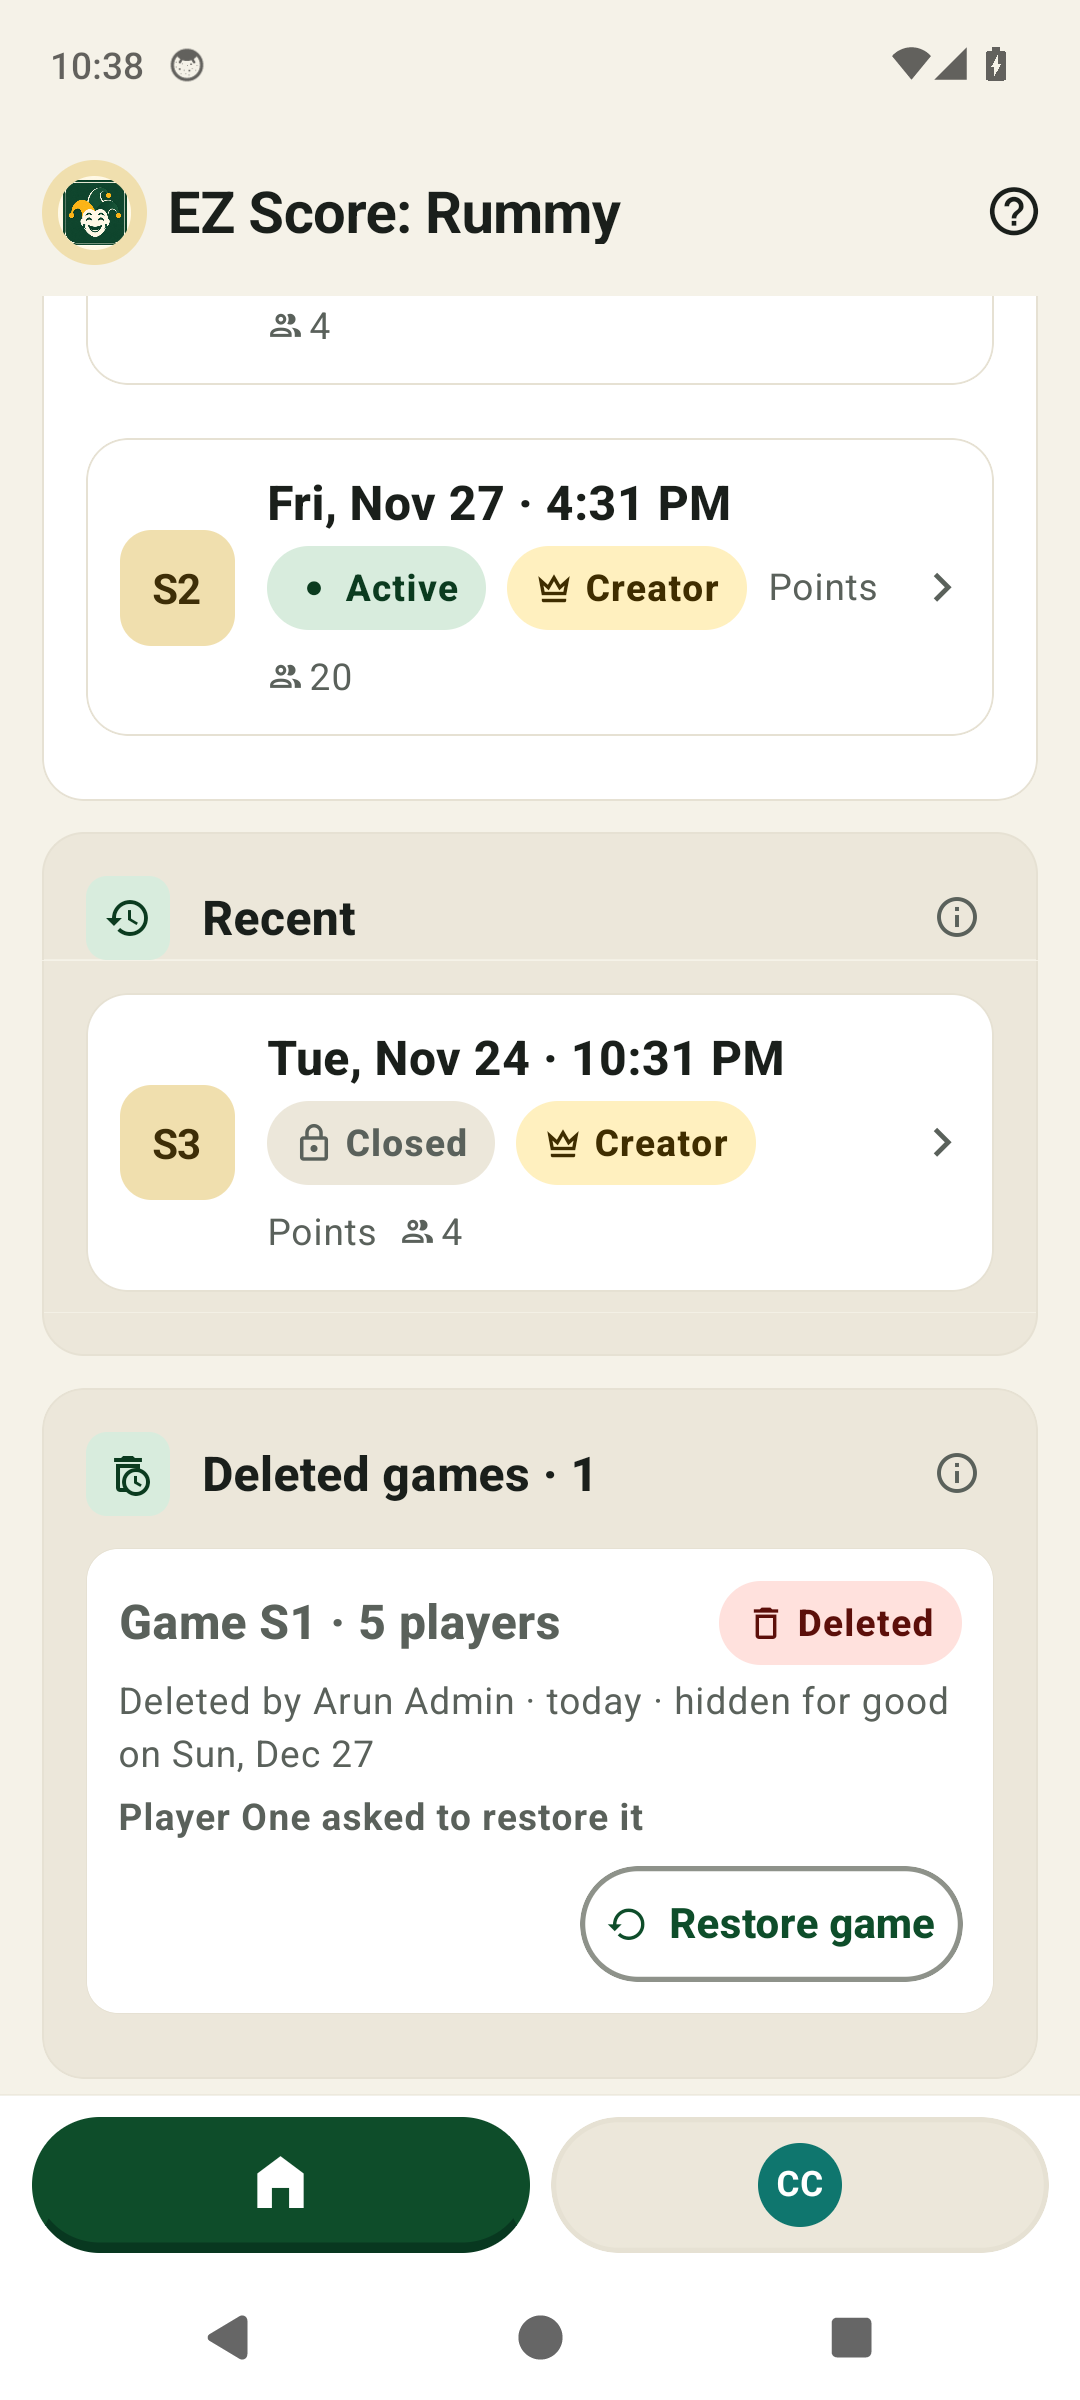 10:38
EZ Score: Rummy
4
Fri, Nov 27 · 4:31 PM
S2
Active
Creator
Points
20
Recent
Tue, Nov 24 · 10:31 PM
S3
Closed
Creator
Points 4
Deleted games · 1
Game S1 · 5 players
Deleted
Deleted by Arun Admin · today · hidden for good
on Sun, Dec 27
Player One asked to restore it
Restore game
CC